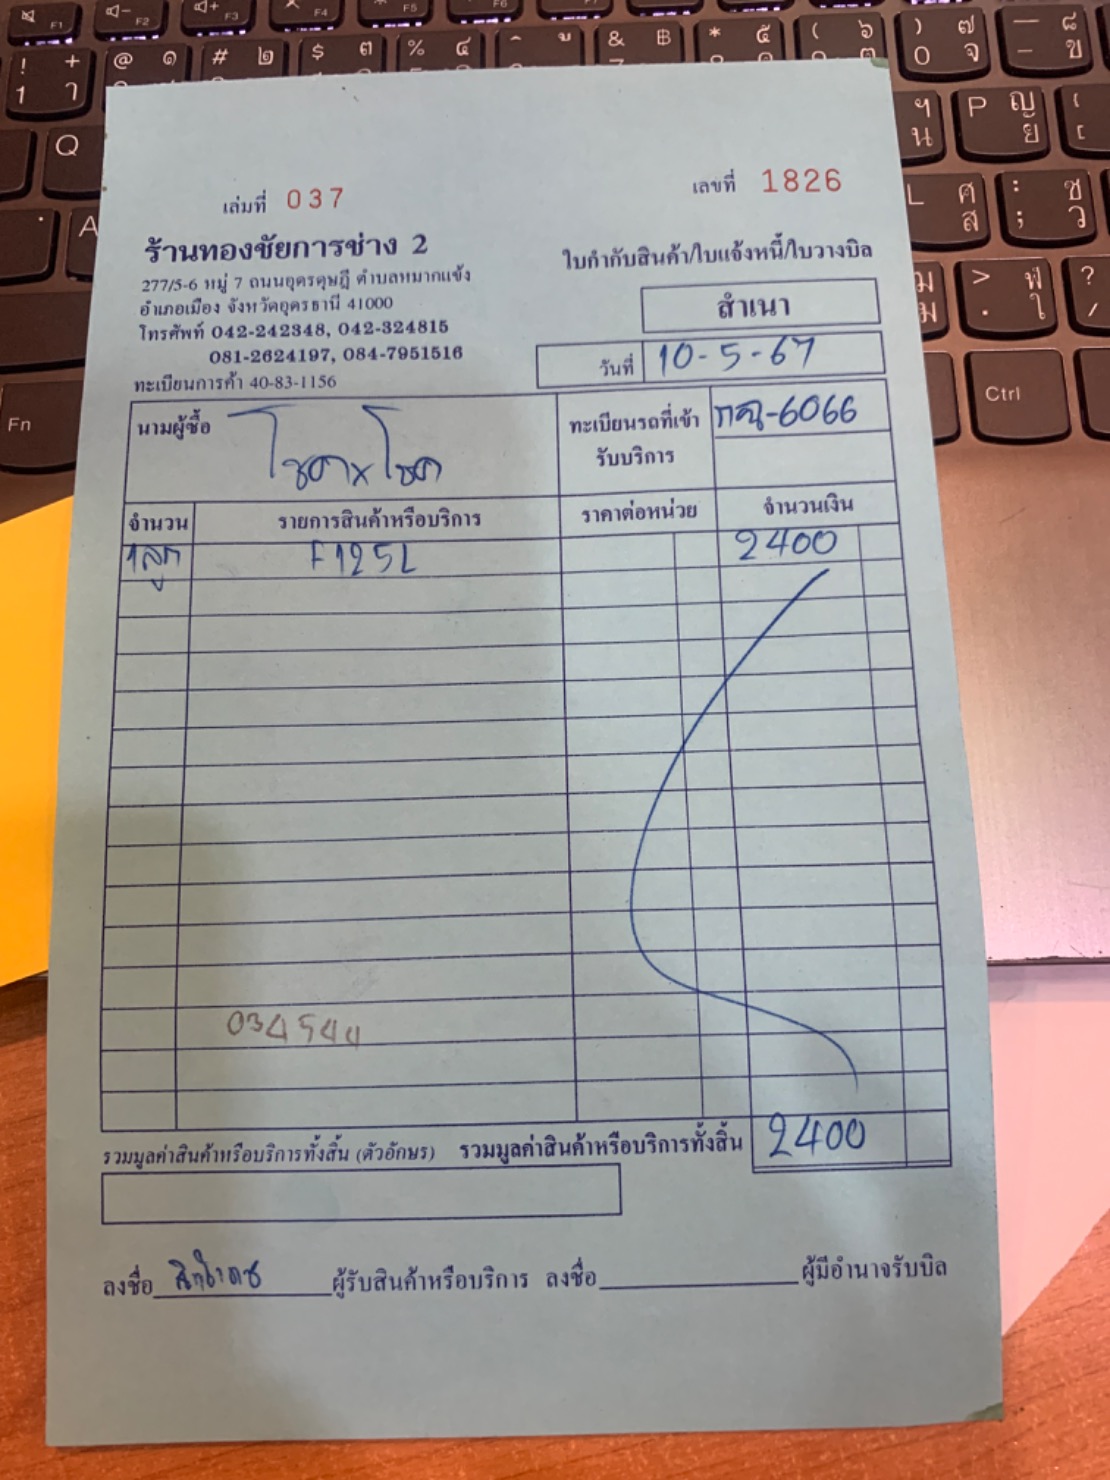 เล่มที่ 037
เลขที่ 1826
ร้านทองชัยการช่าง 2
277/5-6 หมู่ 7 ถนนอุดรดุษฎี ตำบลหมากแข้ง
อำเภอเมือง จังหวัดอุดรธานี 41000
โทรศัพท์ 042-242348, 042-324815
081-2624197, 084-7951516
ทะเบียนการค้า 40-83-1156
ใบกำกับสินค้า/ใบแจ้งหนี้/ใบวางบิล
สำเนา
วันที่ 10-5-67
นามผู้ซื้อ โชคxโชค
ทะเบียนรถที่เข้า
รับบริการ
6066
จำนวน รายการสินค้าหรือบริการ ราคาต่อหน่วย จำนวนเงิน
1ลูก F125L 2400
034544
รวมมูลค่าสินค้าหรือบริการทั้งสิ้น (ตัวอักษร) รวมมูลค่าสินค้าหรือบริการทั้งสิ้น 2400
ลงชื่อ ผู้รับสินค้าหรือบริการ ลงชื่อ ผู้มีอำนาจรับบิล